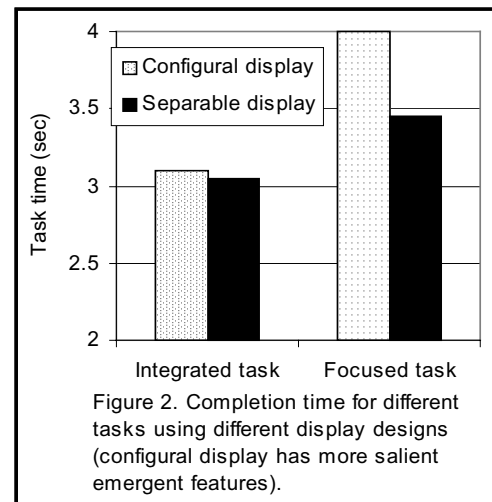 4
Configural display
Separable display
3.5
Task time (sec)
3
2.5
2
Integrated task Focused task
Figure 2. Completion time for different
tasks using different display designs
(configural display has more salient
emergent features).